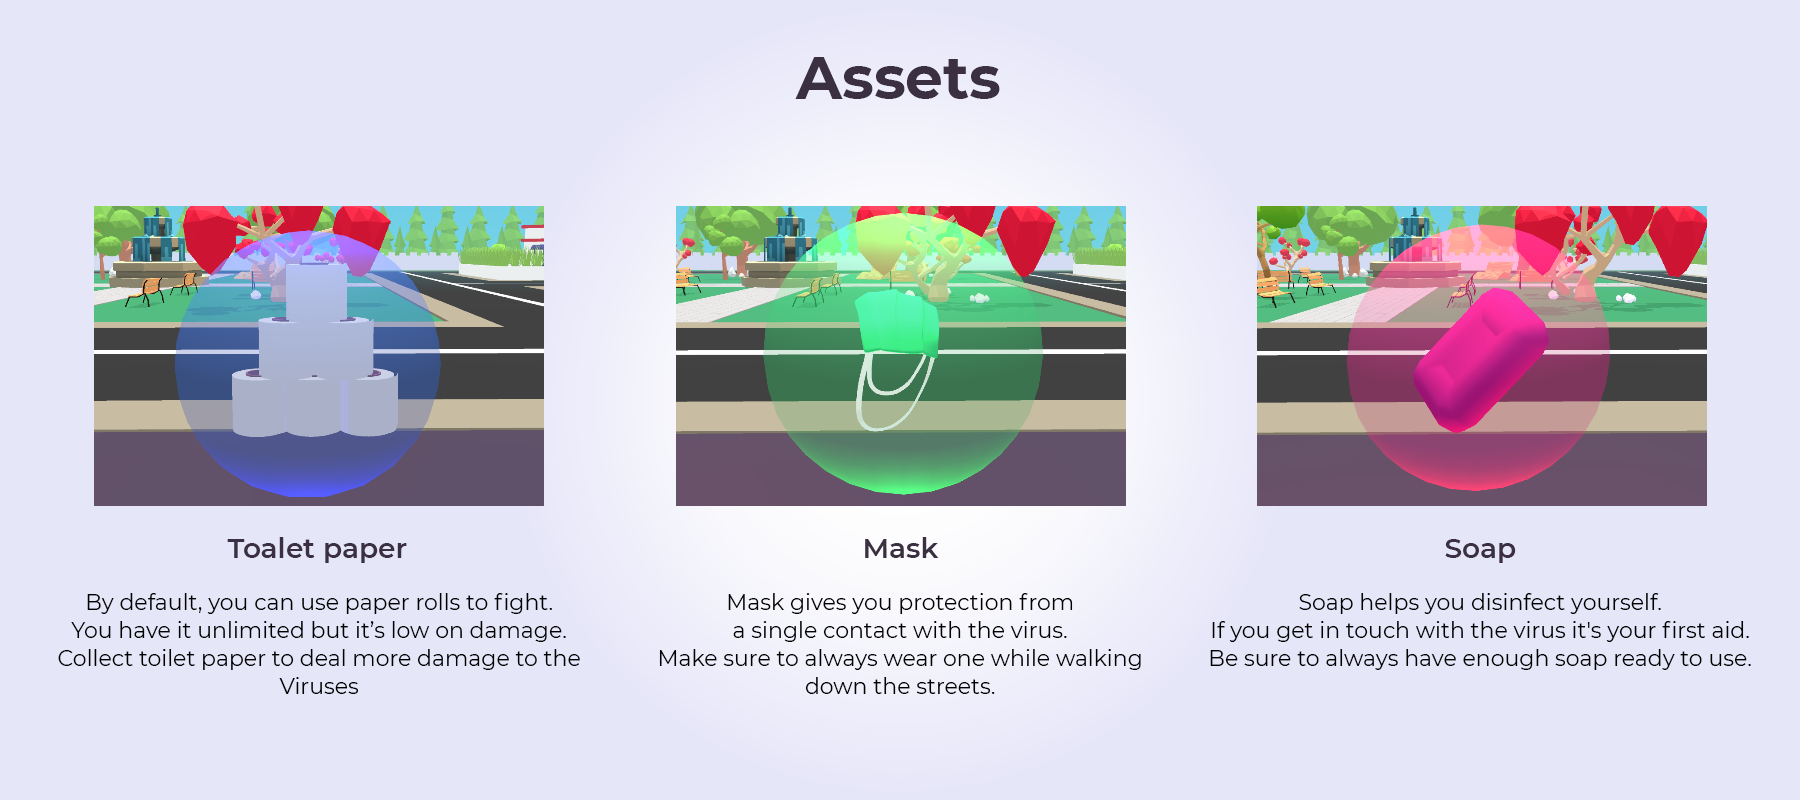 Assets
Toalet paper
By default, you can use paper rolls to fight.
You have it unlimited but it’s low on damage.
Collect toilet paper to deal more damage to the
Viruses
Mask
Mask gives you protection from
a single contact with the virus.
Make sure to always wear one while walking
down the streets.
Soap
Soap helps you disinfect yourself.
If you get in touch with the virus it's your first aid.
Be sure to always have enough soap ready to use.